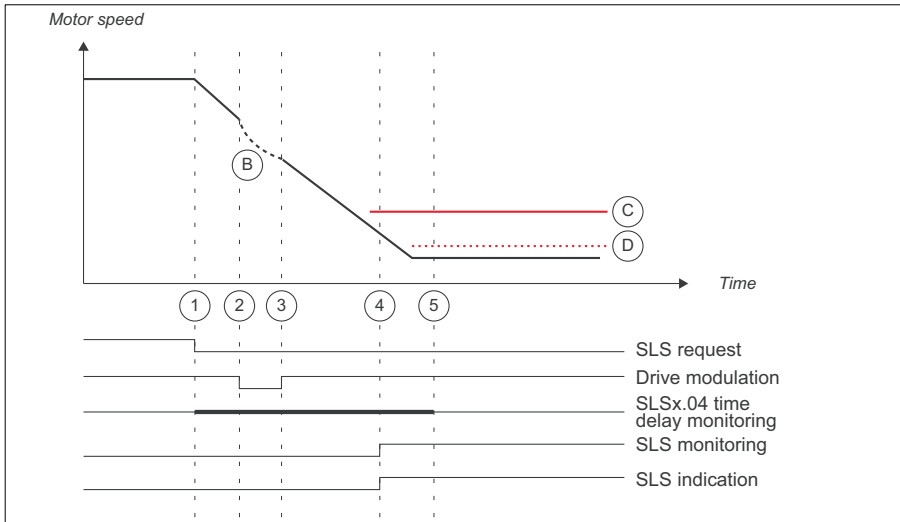 Motor speed
B
C
D
Time
1 2 3 4 5
SLS request
Drive modulation
SLSx.04 time
delay monitoring
SLS monitoring
SLS indication